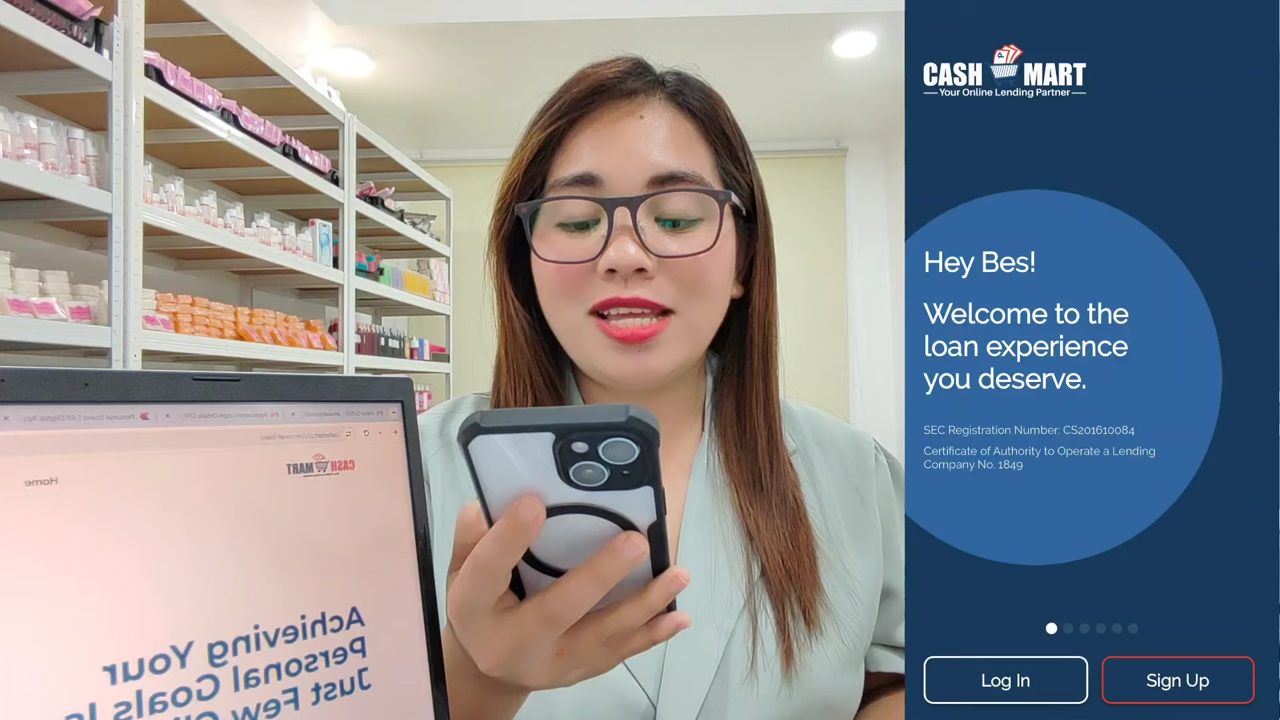 Home
CASH MART
Achieving Your
Personal Goals Is
Just Few
CASH MART
Your Online Lending Partner
Hey Bes!
Welcome to the
loan experience
you deserve.
SEC Registration Number: CS201610084
Certificate of Authority to Operate a Lending
Company No. 1849
Log In
Sign Up